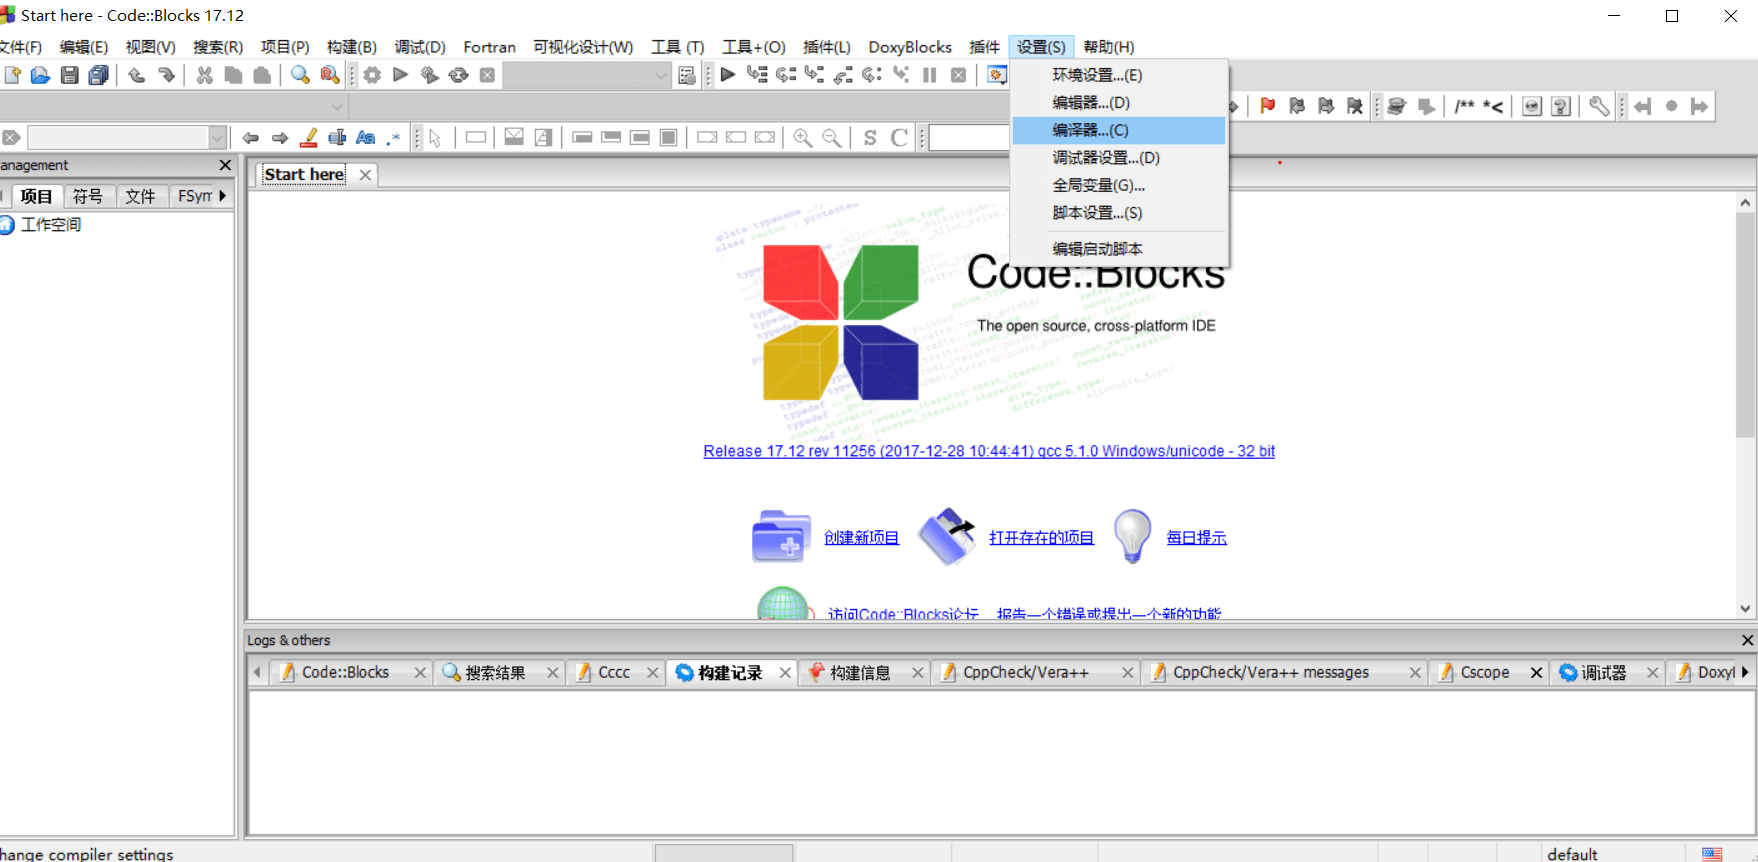 Start here - Code::Blocks 17.12
文件(F) 编辑(E) 视图(V) 搜索(R) 项目(P) 构建(B) 调试(D) Fortran 可视化设计(W) 工具 (T) 工具+(O) 插件(L) DoxyBlocks 插件 设置(S) 帮助(H)
环境设置...(E)
编辑器...(D)
编译器...(C)
调试器设置...(D)
全局变量(G)...
脚本设置...(S)
编辑启动脚本
/** *<
S C
anagement
Start here
项目 符号 文件 FSym
工作空间
Code::Blocks
The open source, cross-platform IDE
Release 17.12 rev 11256 (2017-12-28 10:44:41) gcc 5.1.0 Windows/unicode - 32 bit
创建新项目 打开存在的项目 每日提示
访问Code::Blocks论坛 报告一个错误或提出一个新的功能
Logs & others
Code::Blocks 搜索结果 Cccc 构建记录 构建信息 CppCheck/Vera++ CppCheck/Vera++ messages Cscope 调试器 Doxyl
hange compiler settings default